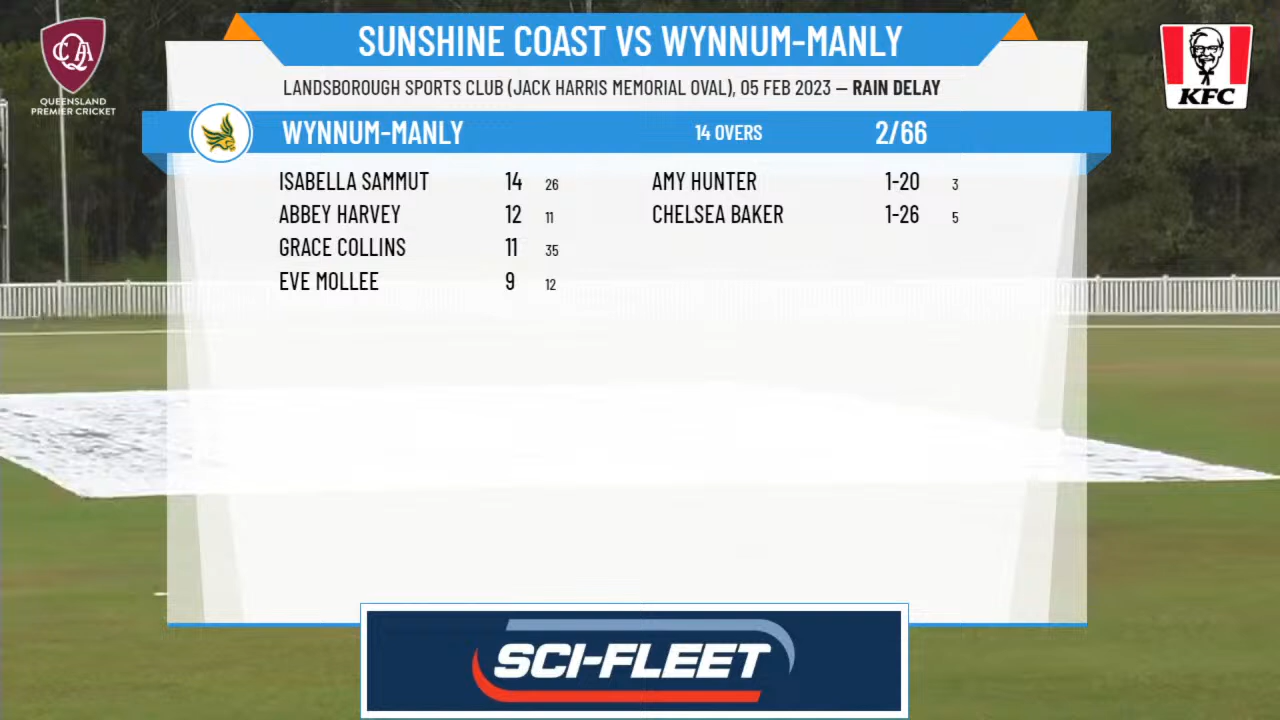 SUNSHINE COAST VS WYNNUM-MANLY
LANDSBOROUGH SPORTS CLUB (JACK HARRIS MEMORIAL OVAL), 05 FEB 2023 – RAIN DELAY
QUEENSLAND
PREMIER CRICKET
KFC
WYNNUM-MANLY 14 OVERS 2/66
ISABELLA SAMMUT 14 26 AMY HUNTER 1-20 3
ABBEY HARVEY 12 11 CHELSEA BAKER 1-26 5
GRACE COLLINS 11 35
EVE MOLLEE 9 12
SCI-FLEET